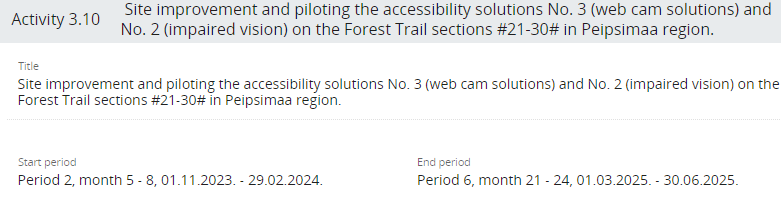 Activity 3.10
Site improvement and piloting the accessibility solutions No. 3 (web cam solutions) and
No. 2 (impaired vision) on the Forest Trail sections #21-30# in Peipsimaa region.
Title
Site improvement and piloting the accessibility solutions No. 3 (web cam solutions) and No. 2 (impaired vision) on the
Forest Trail sections #21-30# in Peipsimaa region.
Start period
Period 2, month 5 - 8, 01.11.2023. - 29.02.2024.
End period
Period 6, month 21 - 24, 01.03.2025. - 30.06.2025.